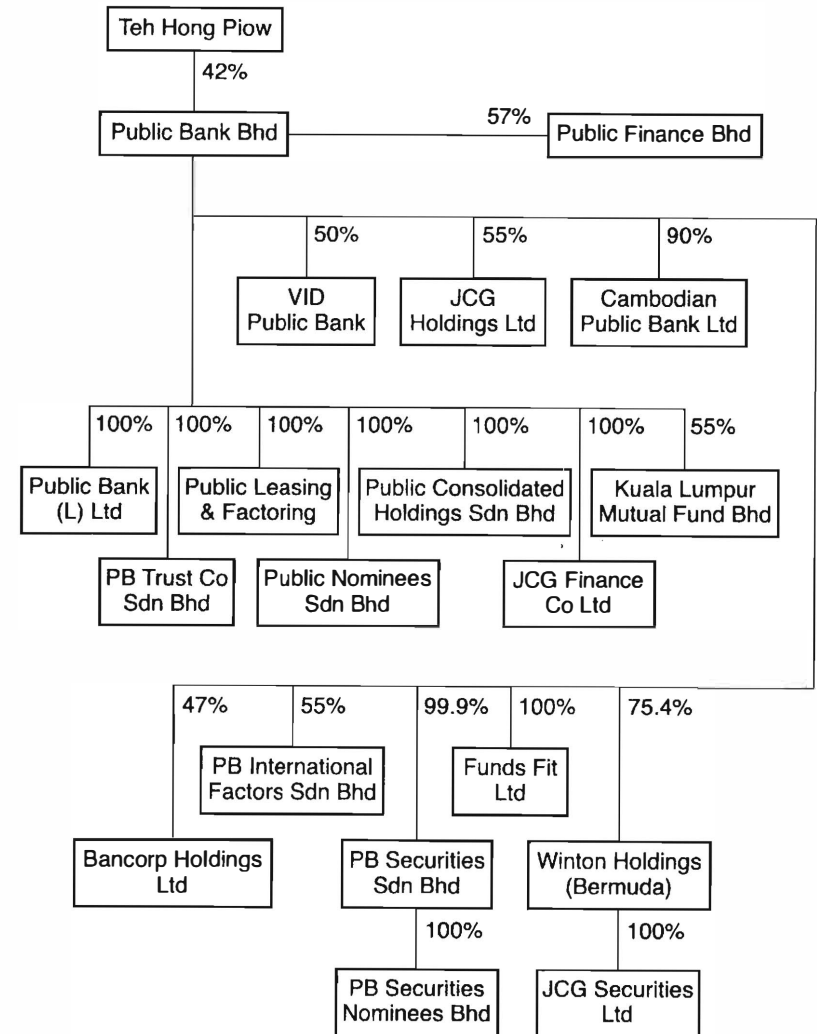 Teh Hong Piow
42%
Public Bank Bhd
57%
Public Finance Bhd
50%
55%
90%
VID
Public Bank
JCG
Holdings Ltd
Cambodian
Public Bank Ltd
100%
100%
100%
100%
100%
100%
55%
Public Bank
(L) Ltd
Public Leasing
& Factoring
Public Consolidated
Holdings Sdn Bhd
Kuala Lumpur
Mutual Fund Bhd
PB Trust Co
Sdn Bhd
Public Nominees
Sdn Bhd
JCG Finance
Co Ltd
47%
55%
99.9%
100%
75.4%
PB International
Factors Sdn Bhd
Funds Fit
Ltd
Bancorp Holdings
Ltd
PB Securities
Sdn Bhd
Winton Holdings
(Bermuda)
100%
100%
PB Securities
Nominees Bhd
JCG Securities
Ltd